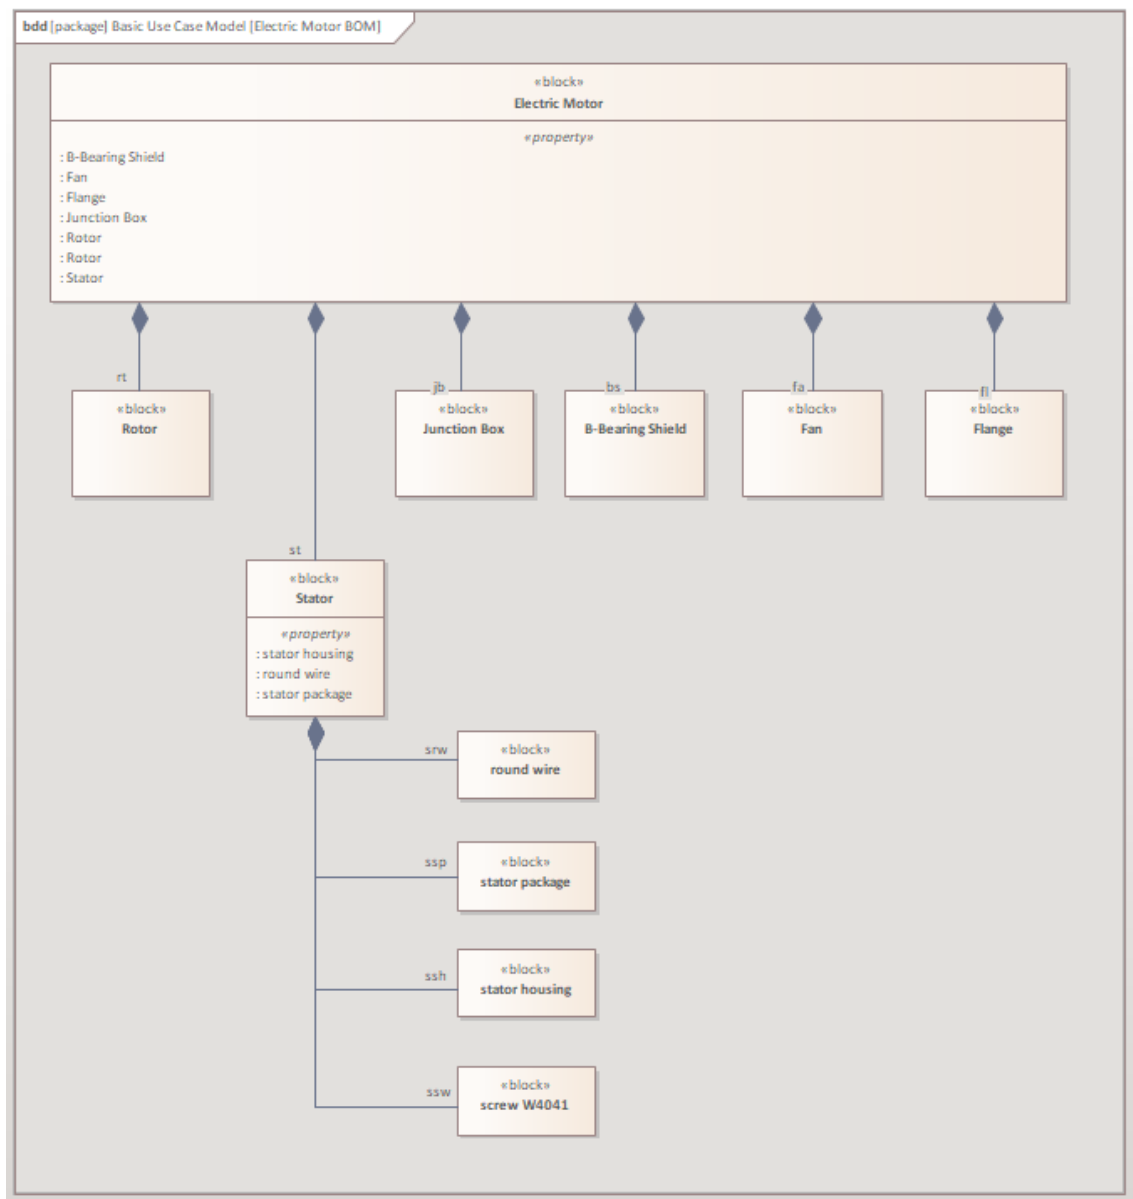 bdd [package] Basic Use Case Model [Electric Motor BOM]
«block»
Electric Motor
«property»
: B-Bearing Shield
: Fan
: Flange
: Junction Box
: Rotor
: Rotor
: Stator
rt
«block»
Rotor
jb
«block»
Junction Box
bs
«block»
B-Bearing Shield
fa
«block»
Fan
fl
«block»
Flange
st
«block»
Stator
«property»
: stator housing
: round wire
: stator package
srw
«block»
round wire
ssp
«block»
stator package
ssh
«block»
stator housing
ssw
«block»
screw W4041